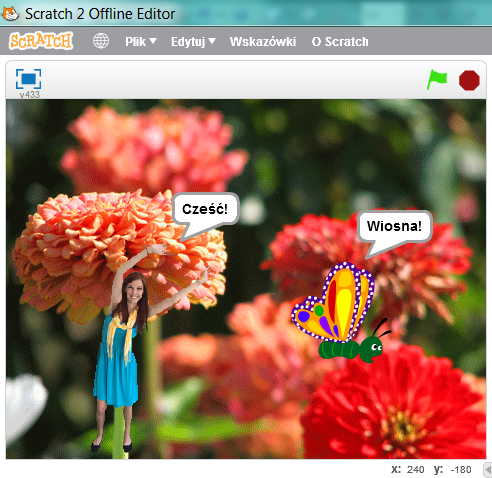 Scratch 2 Offline Editor
SCRATCH Plik Edytuj Wskazówki O Scratch
v433
Cześć!
Wiosna!
x: 240 y: -180